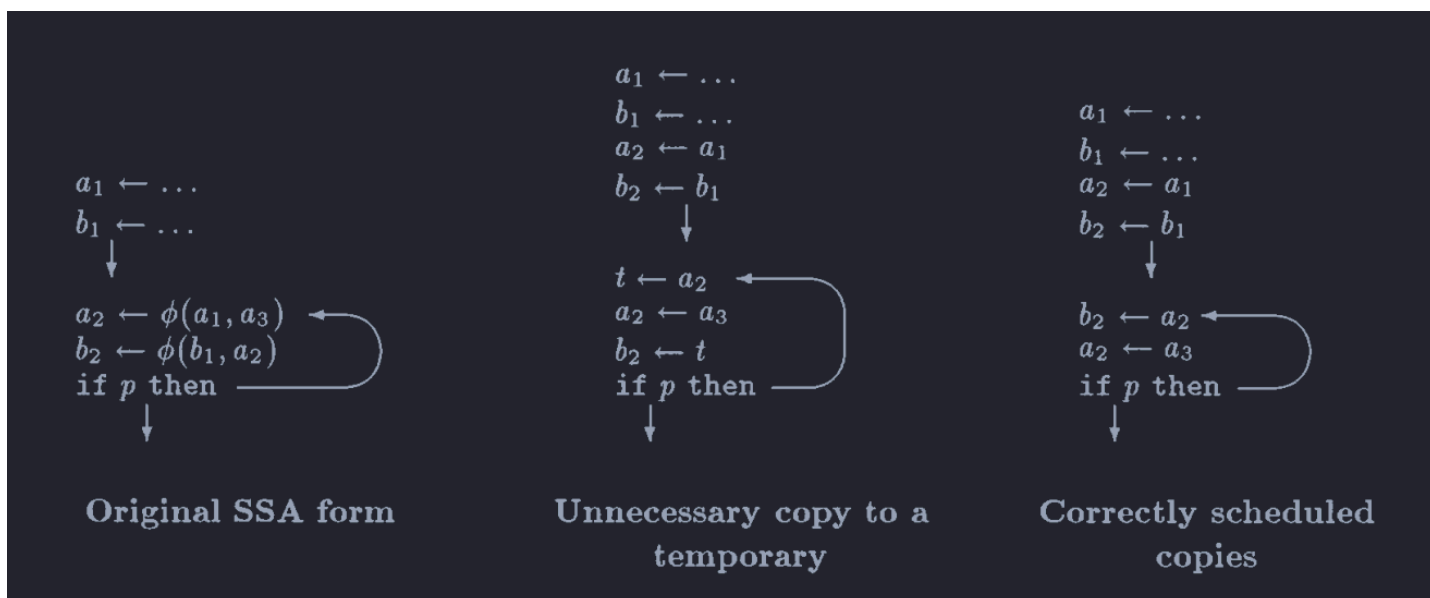 a₁ ← ...
b₁ ← ...
a₂ ← ϕ(a₁, a₃)
b₂ ← ϕ(b₁, a₂)
if p then
Original SSA form
a₁ ← ...
b₁ ← ...
a₂ ← a₁
b₂ ← b₁
t ← a₂
a₂ ← a₃
b₂ ← t
if p then
Unnecessary copy to a
temporary
a₁ ← ...
b₁ ← ...
a₂ ← a₁
b₂ ← b₁
b₂ ← a₂
a₂ ← a₃
if p then
Correctly scheduled
copies